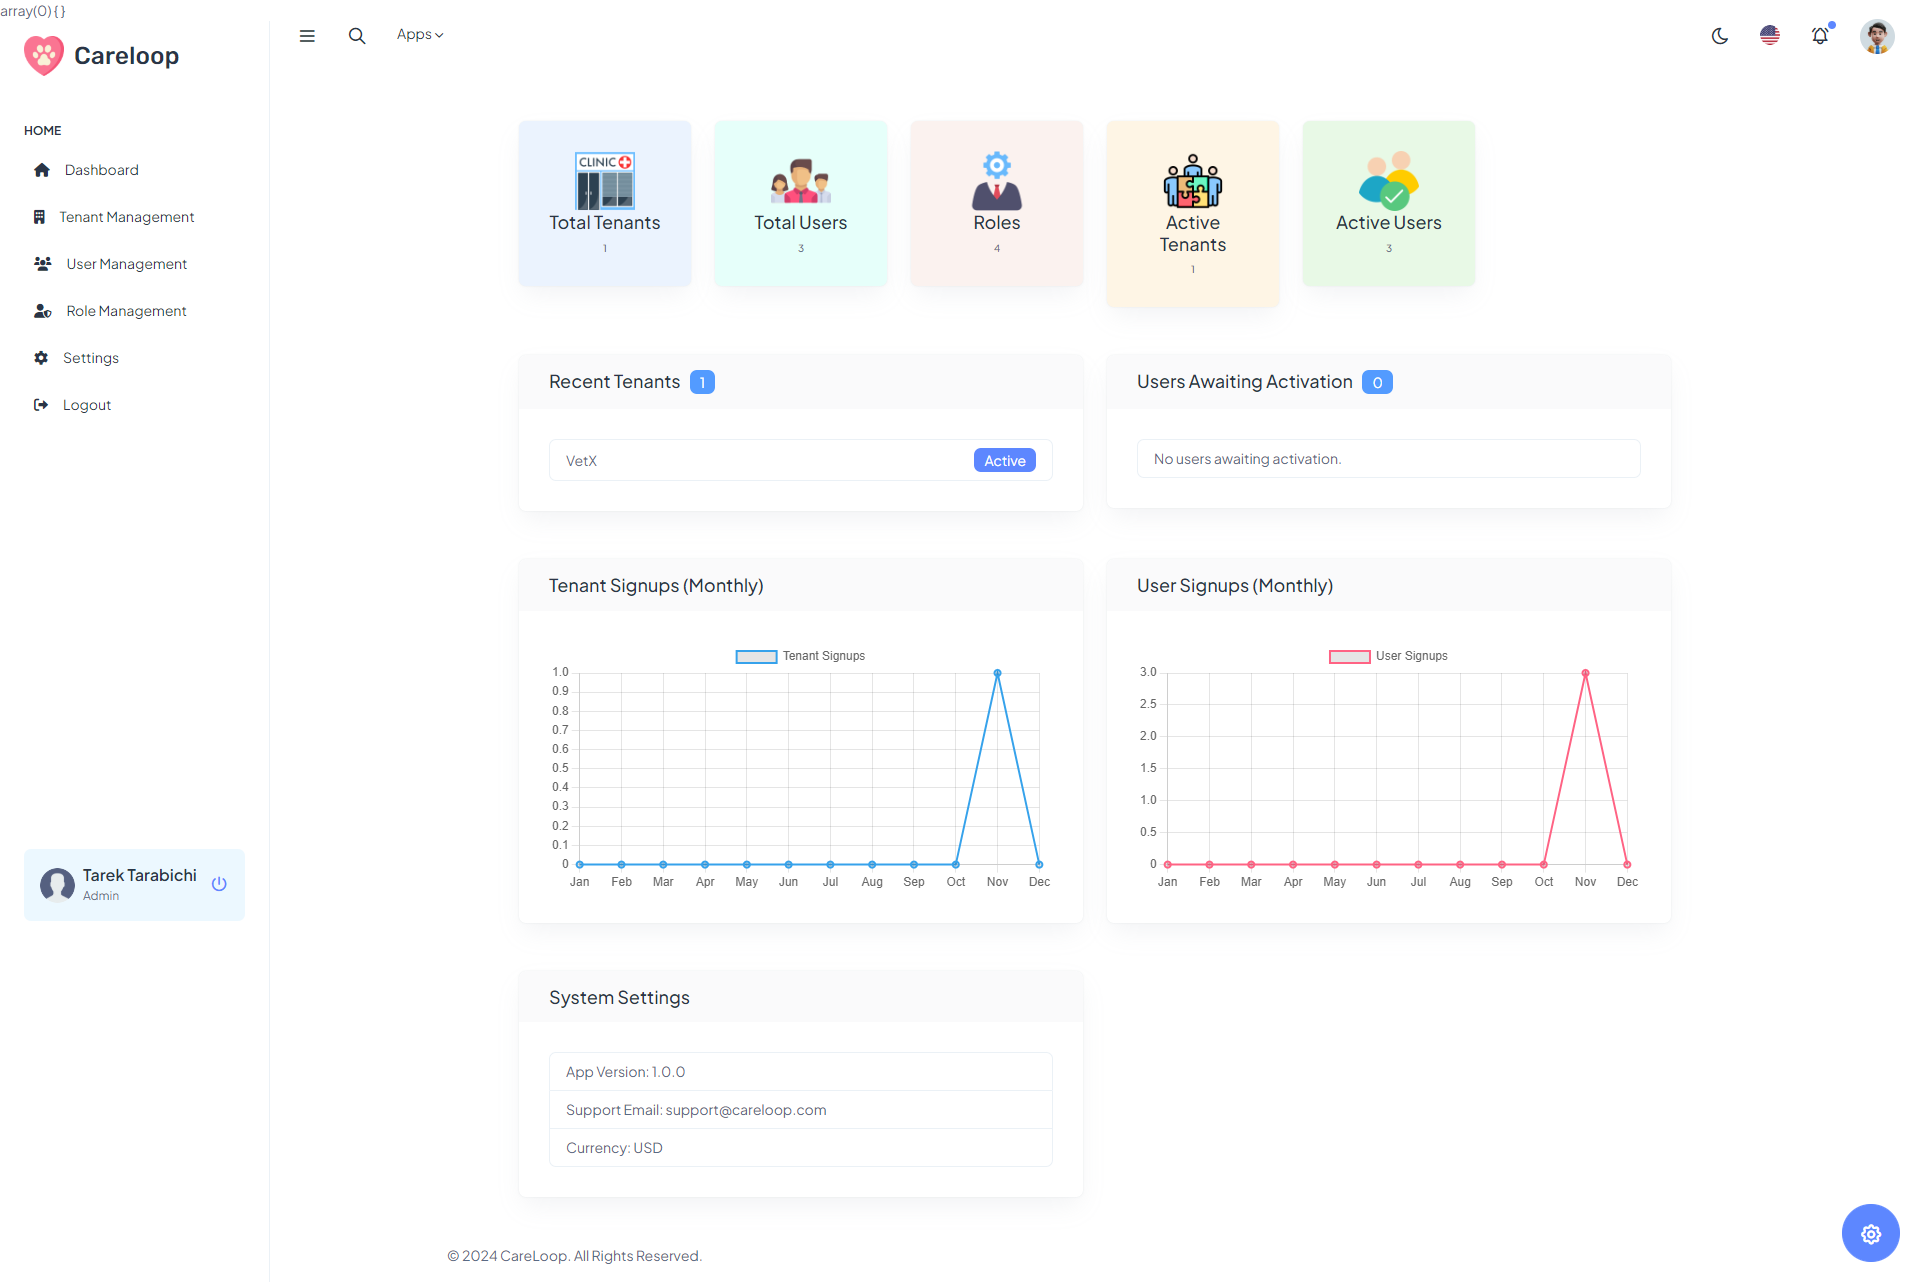 array(0) { }
Careloop
Apps
HOME
Dashboard
Tenant Management
User Management
Role Management
Settings
Logout
CLINIC
Total Tenants
1
Total Users
3
Roles
4
Active
Tenants
1
Active Users
3
Recent Tenants 1
VetX Active
Users Awaiting Activation 0
No users awaiting activation.
Tenant Signups (Monthly)
Tenant Signups
1.0
0.9
0.8
0.7
0.6
0.5
0.4
0.3
0.2
0.1
0
Jan Feb Mar Apr May Jun Jul Aug Sep Oct Nov Dec
User Signups (Monthly)
User Signups
3.0
2.5
2.0
1.5
1.0
0.5
0
Jan Feb Mar Apr May Jun Jul Aug Sep Oct Nov Dec
Tarek Tarabichi
Admin
System Settings
App Version: 1.0.0
Support Email: support@careloop.com
Currency: USD
© 2024 CareLoop. All Rights Reserved.